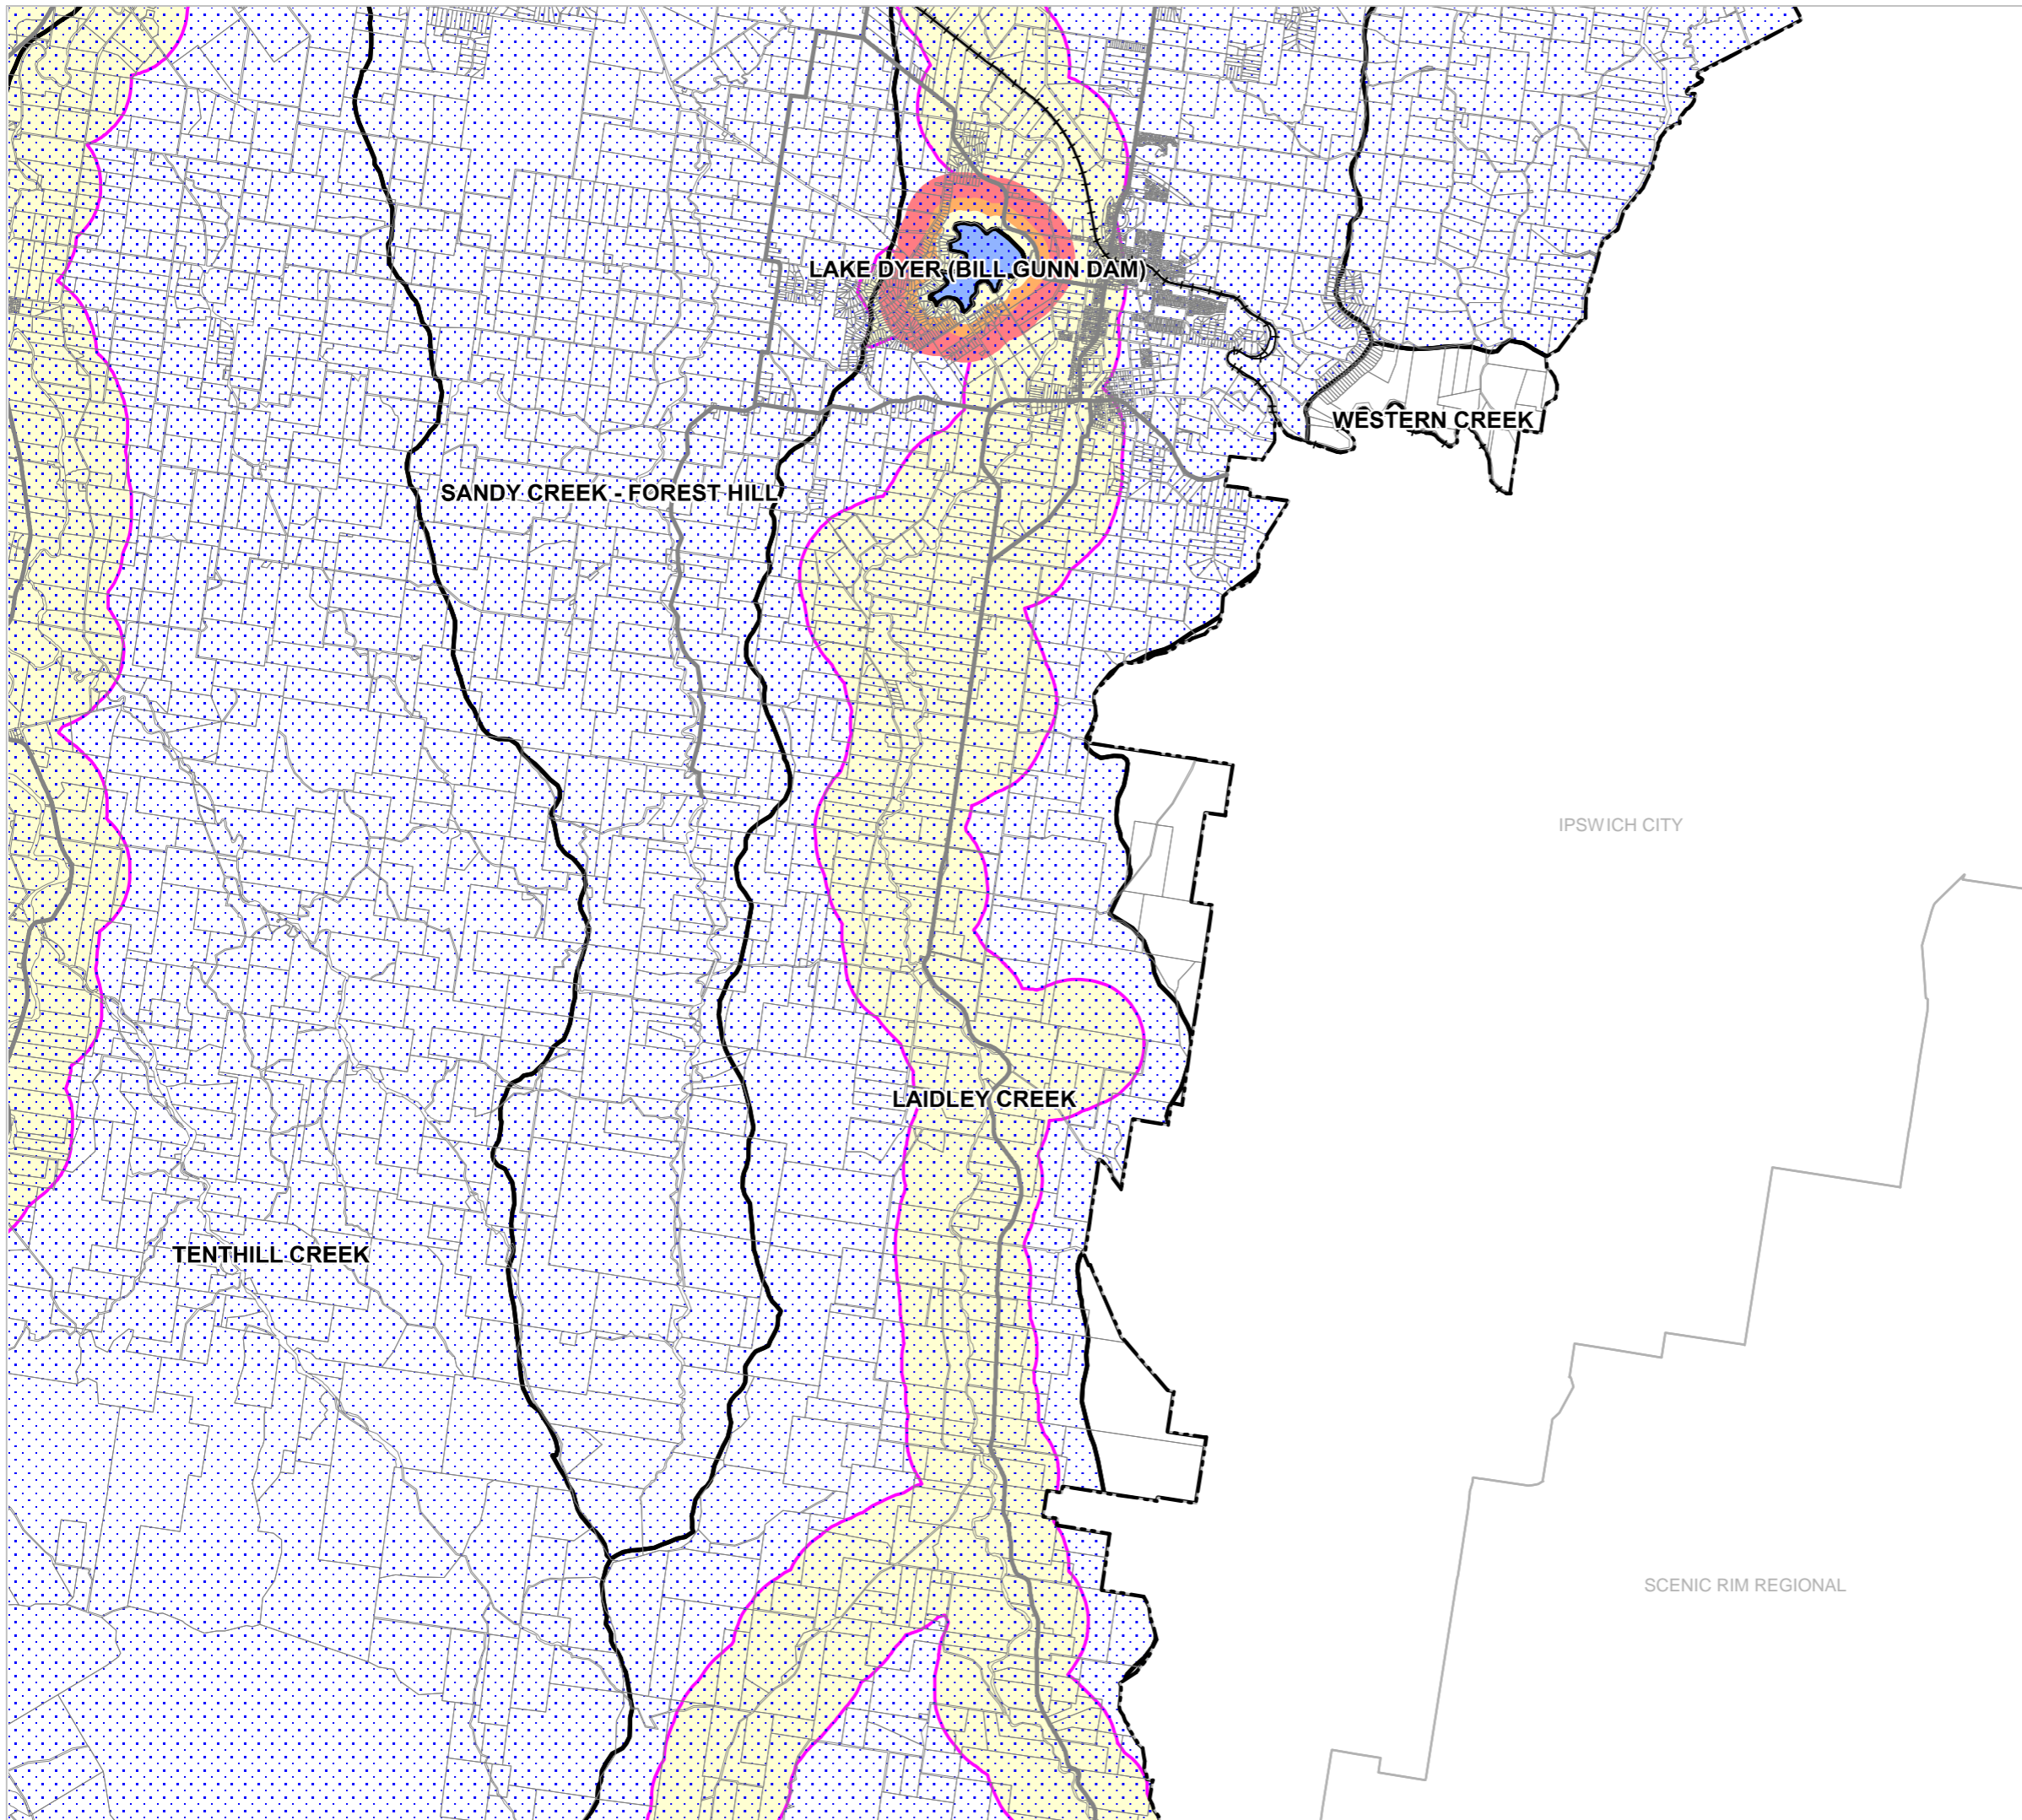 LAKE DYER (BILL GUNN DAM)
WESTERN CREEK
SANDY CREEK - FOREST HILL
IPSWICH CITY
LAIDLEY CREEK
TENTHILL CREEK
SCENIC RIM REGIONAL